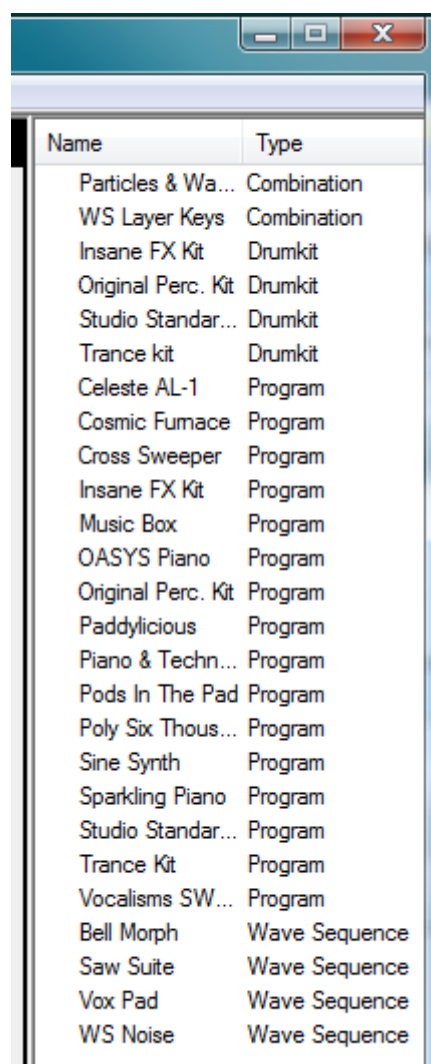 Name Type
Particles & Wa... Combination
WS Layer Keys Combination
Insane FX Kit Drumkit
Original Perc. Kit Drumkit
Studio Standar... Drumkit
Trance kit Drumkit
Celeste AL-1 Program
Cosmic Furnace Program
Cross Sweeper Program
Insane FX Kit Program
Music Box Program
OASYS Piano Program
Original Perc. Kit Program
Paddylicious Program
Piano & Techn... Program
Pods In The Pad Program
Poly Six Thous... Program
Sine Synth Program
Sparkling Piano Program
Studio Standar... Program
Trance Kit Program
Vocalisms SW... Program
Bell Morph Wave Sequence
Saw Suite Wave Sequence
Vox Pad Wave Sequence
WS Noise Wave Sequence